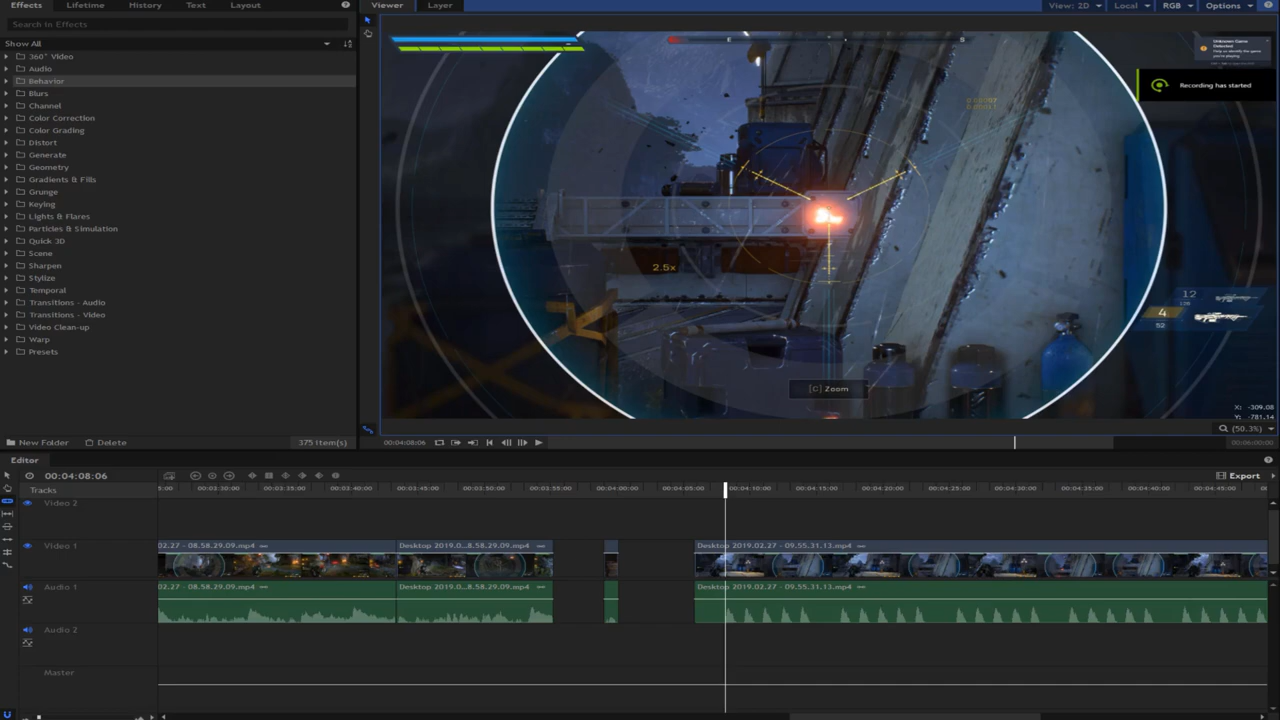 Effects Lifetime History Text Layout
Search in Effects
Show All
360° Video
Audio
Behavior
Blurs
Channel
Color Correction
Color Grading
Distort
Generate
Geometry
Gradients & Fills
Grunge
Keying
Lights & Flares
Particles & Simulation
Quick 3D
Scene
Sharpen
Stylize
Temporal
Transitions - Audio
Transitions - Video
Video Clean-up
Warp
Presets
New Folder Delete 375 Item(s)
Viewer Layer View: 2D Local RGB Options
E S
Unknown Game
Detected
Recording has started
2.5x
12
4
52
[C] Zoom
X: -309.08
Y: -781.14
00:04:08:06 (50.3%) 00:06:00:00
Editor
00:04:08:06 Export
Tracks 5:00 00:03:30:00 00:03:35:00 00:03:40:00 00:03:45:00 00:03:50:00 00:03:55:00 00:04:00:00 00:04:05:00 00:04:10:00 00:04:15:00 00:04:20:00 00:04:25:00 00:04:30:00 00:04:35:00 00:04:40:00 00:04:45:00
Video 2
Video 1 02.27 - 08.58.29.09.mp4 Desktop 2019.0...8.58.29.09.mp4 Desktop 2019.02.27 - 09.55.31.13.mp4
Audio 1 02.27 - 08.58.29.09.mp4 Desktop 2019.0...8.58.29.09.mp4 Desktop 2019.02.27 - 09.55.31.13.mp4
Audio 2
Master